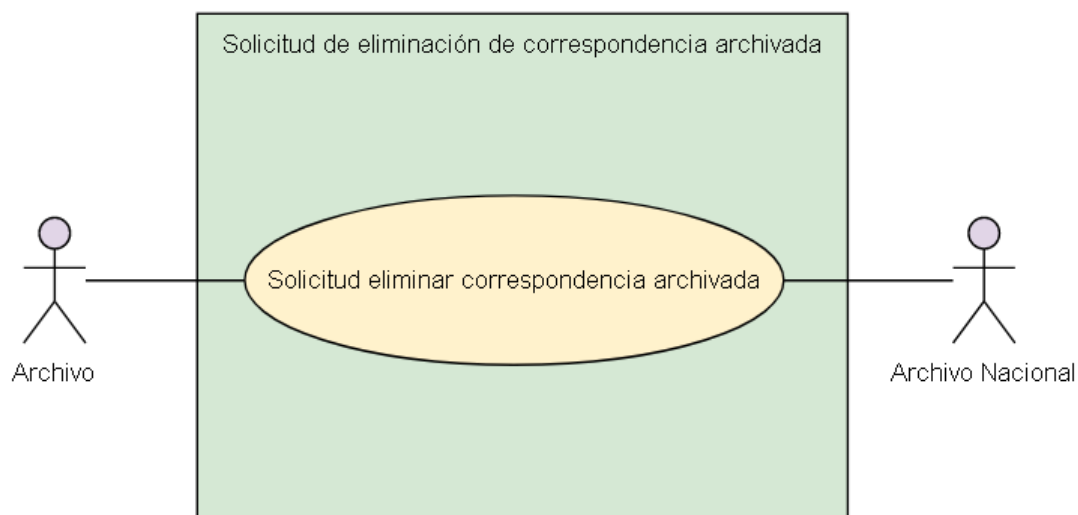 Solicitud de eliminación de correspondencia archivada
Solicitud eliminar correspondencia archivada
Archivo
Archivo Nacional